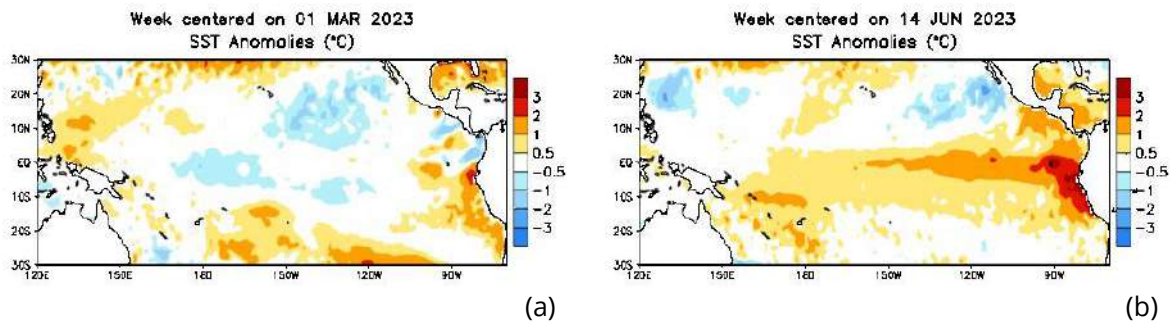 Week centered on 01 MAR 2023
SST Anomalies (°C)
30N
20N
10N
EQ
10S
20S
30S
120E
150E
180
150W
120W
90W
3
2
1
0.5
-0.5
-1
-2
-3
(a)
Week centered on 14 JUN 2023
SST Anomalies (°C)
30N
20N
10N
EQ
10S
20S
30S
120E
150E
180
150W
120W
90W
3
2
1
0.5
-0.5
-1
-2
-3
(b)